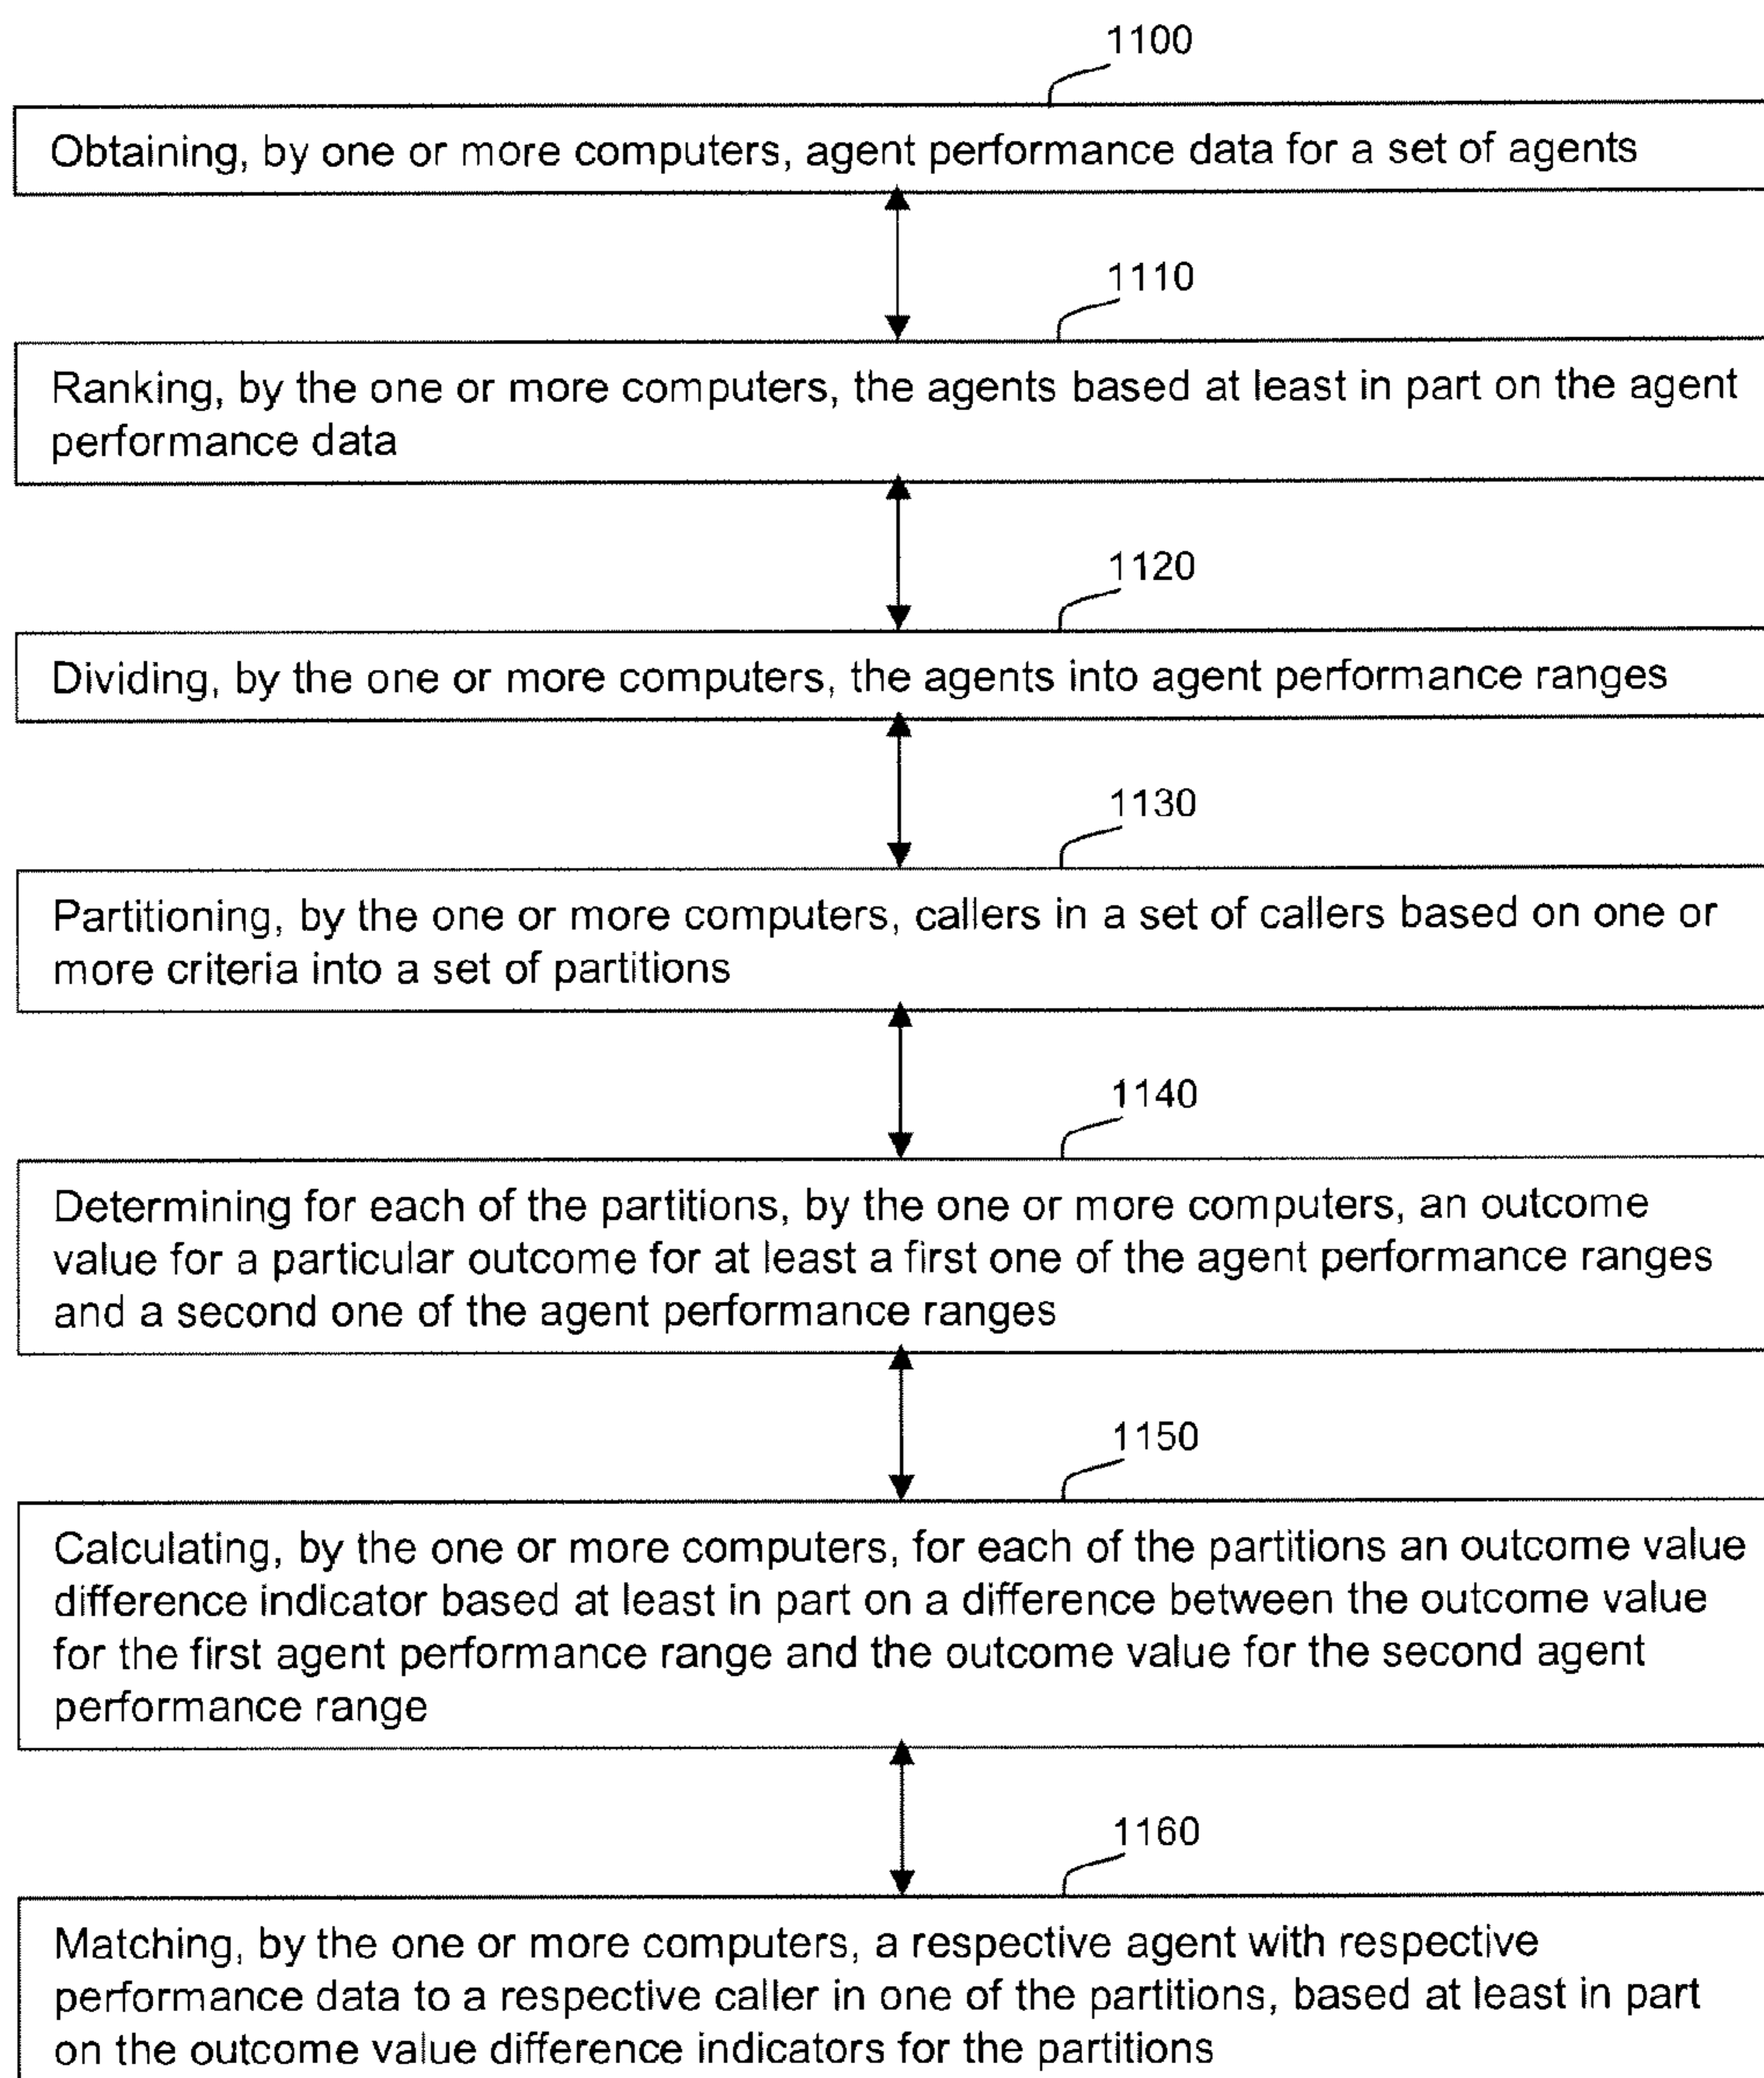 1100
Obtaining, by one or more computers, agent performance data for a set of agents
1110
Ranking, by the one or more computers, the agents based at least in part on the agent
performance data
1120
Dividing, by the one or more computers, the agents into agent performance ranges
1130
Partitioning, by the one or more computers, callers in a set of callers based on one or
more criteria into a set of partitions
1140
Determining for each of the partitions, by the one or more computers, an outcome
value for a particular outcome for at least a first one of the agent performance ranges
and a second one of the agent performance ranges
1150
Calculating, by the one or more computers, for each of the partitions an outcome value
difference indicator based at least in part on a difference between the outcome value
for the first agent performance range and the outcome value for the second agent
performance range
1160
Matching, by the one or more computers, a respective agent with respective
performance data to a respective caller in one of the partitions, based at least in part
on the outcome value difference indicators for the partitions